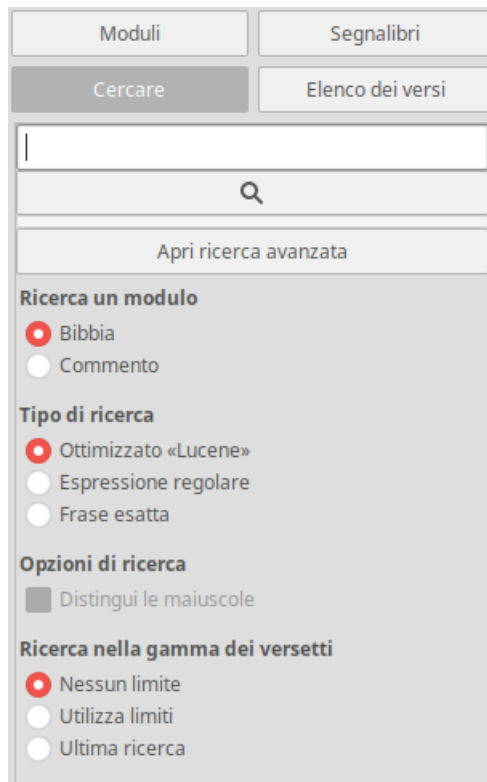 Moduli Segnalibri
Cercare Elenco dei versi
Apri ricerca avanzata
Ricerca un modulo
Bibbia
Commento
Tipo di ricerca
Ottimizzato «Lucene»
Espressione regolare
Frase esatta
Opzioni di ricerca
Distingui le maiuscole
Ricerca nella gamma dei versetti
Nessun limite
Utilizza limiti
Ultima ricerca